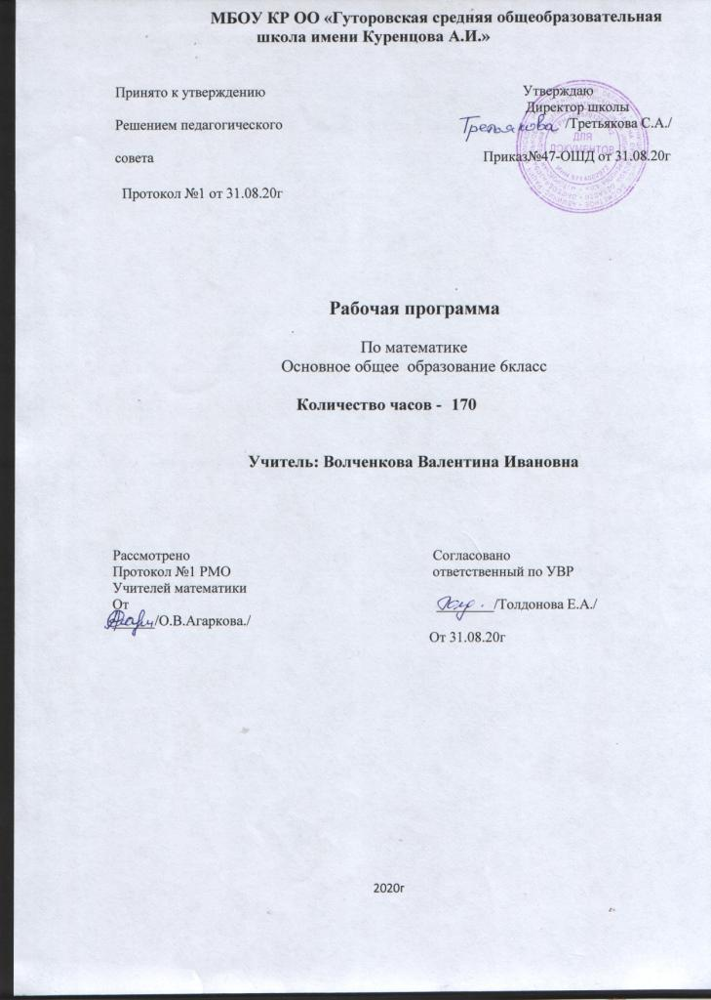 МБОУ КР ОО «Гуторовская средняя общеобразовательная
школа имени Куренцова А.И.»
Принято к утверждению
Решением педагогического
совета
Протокол №1 от 31.08.20г
Утверждаю
Директор школы
Третьякова /Третьякова С.А./
ДЛЯ
ДОКУМЕНТОВ
Приказ№47-ОШД от 31.08.20г
Рабочая программа
По математике
Основное общее образование 6класс
Количество часов - 170
Учитель: Волченкова Валентина Ивановна
Рассмотрено
Протокол №1 РМО
Учителей математики
От
/О.В.Агаркова./
Согласовано
ответственный по УВР
/Толдонова Е.А./
От 31.08.20г
2020г